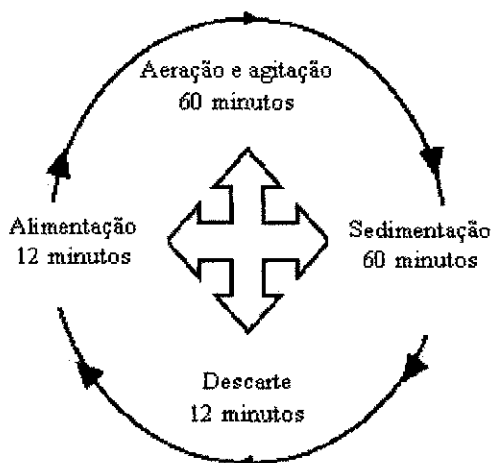 Aeração e agitação
60 minutos
Alimentação
12 minutos
Sedimentação
60 minutos
Descarte
12 minutos